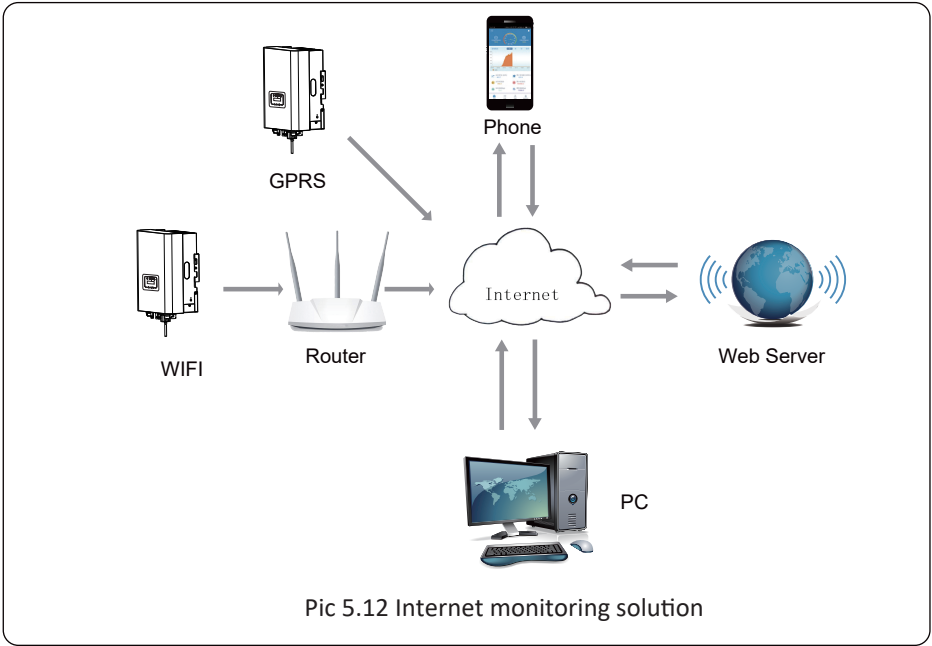 Phone
GPRS
Internet
WIFI
Router
Web Server
PC
Pic 5.12 Internet monitoring solution